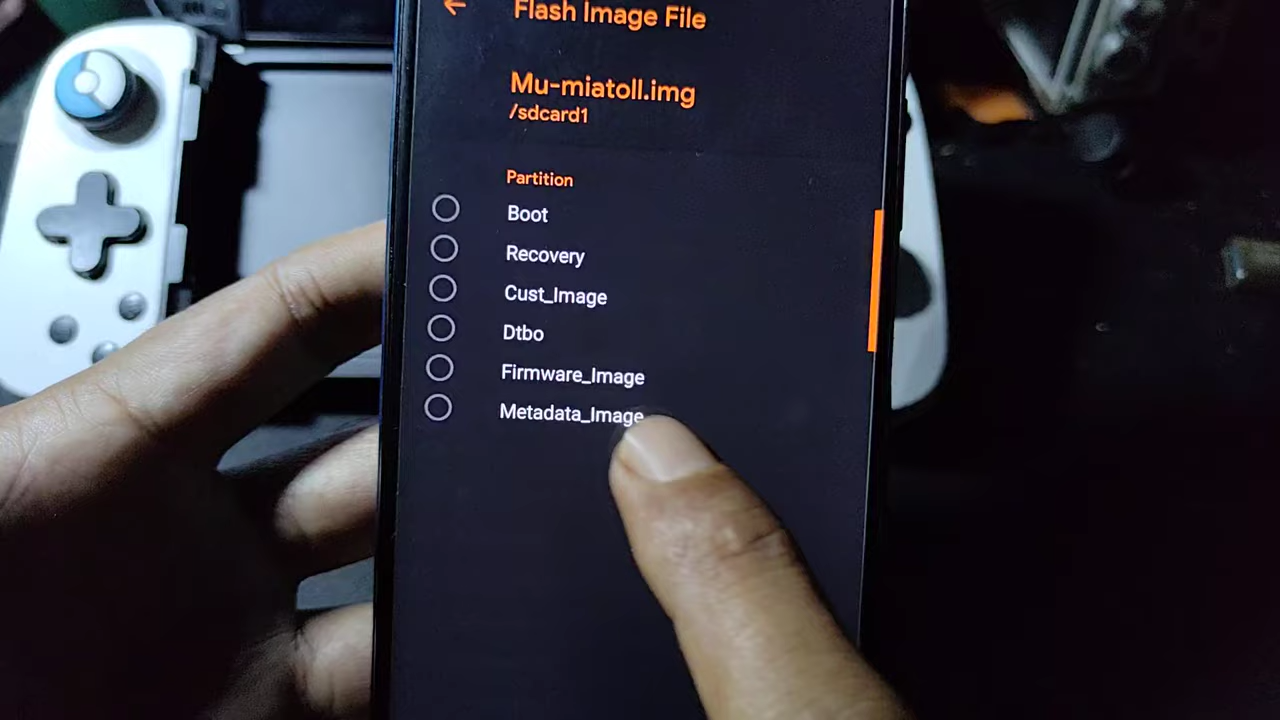 Flash Image File
Mu-miatoll.img
/sdcard1
Partition
Boot
Recovery
Cust_Image
Dtbo
Firmware_Image
Metadata_Image